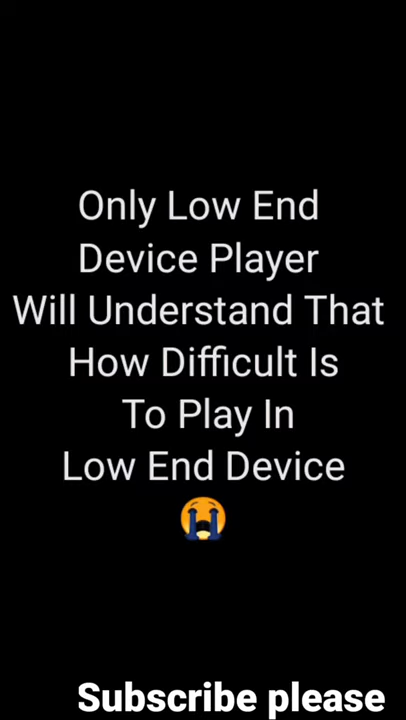 Only Low End
Device Player
Will Understand That
How Difficult Is
To Play In
Low End Device
😭
Subscribe please